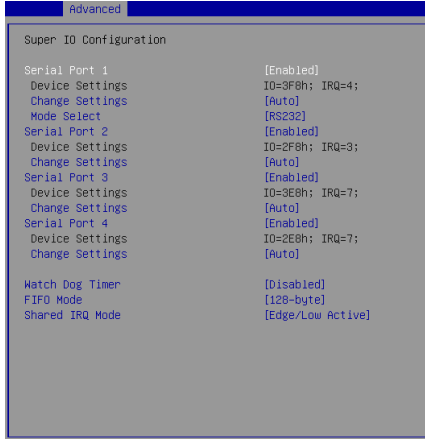 Advanced
Super IO Configuration
Serial Port 1 [Enabled]
Device Settings IO=3F8h; IRQ=4;
Change Settings [Auto]
Mode Select [RS232]
Serial Port 2 [Enabled]
Device Settings IO=2F8h; IRQ=3;
Change Settings [Auto]
Serial Port 3 [Enabled]
Device Settings IO=3E8h; IRQ=7;
Change Settings [Auto]
Serial Port 4 [Enabled]
Device Settings IO=2E8h; IRQ=7;
Change Settings [Auto]
Watch Dog Timer [Disabled]
FIFO Mode [128-byte]
Shared IRQ Mode [Edge/Low Active]